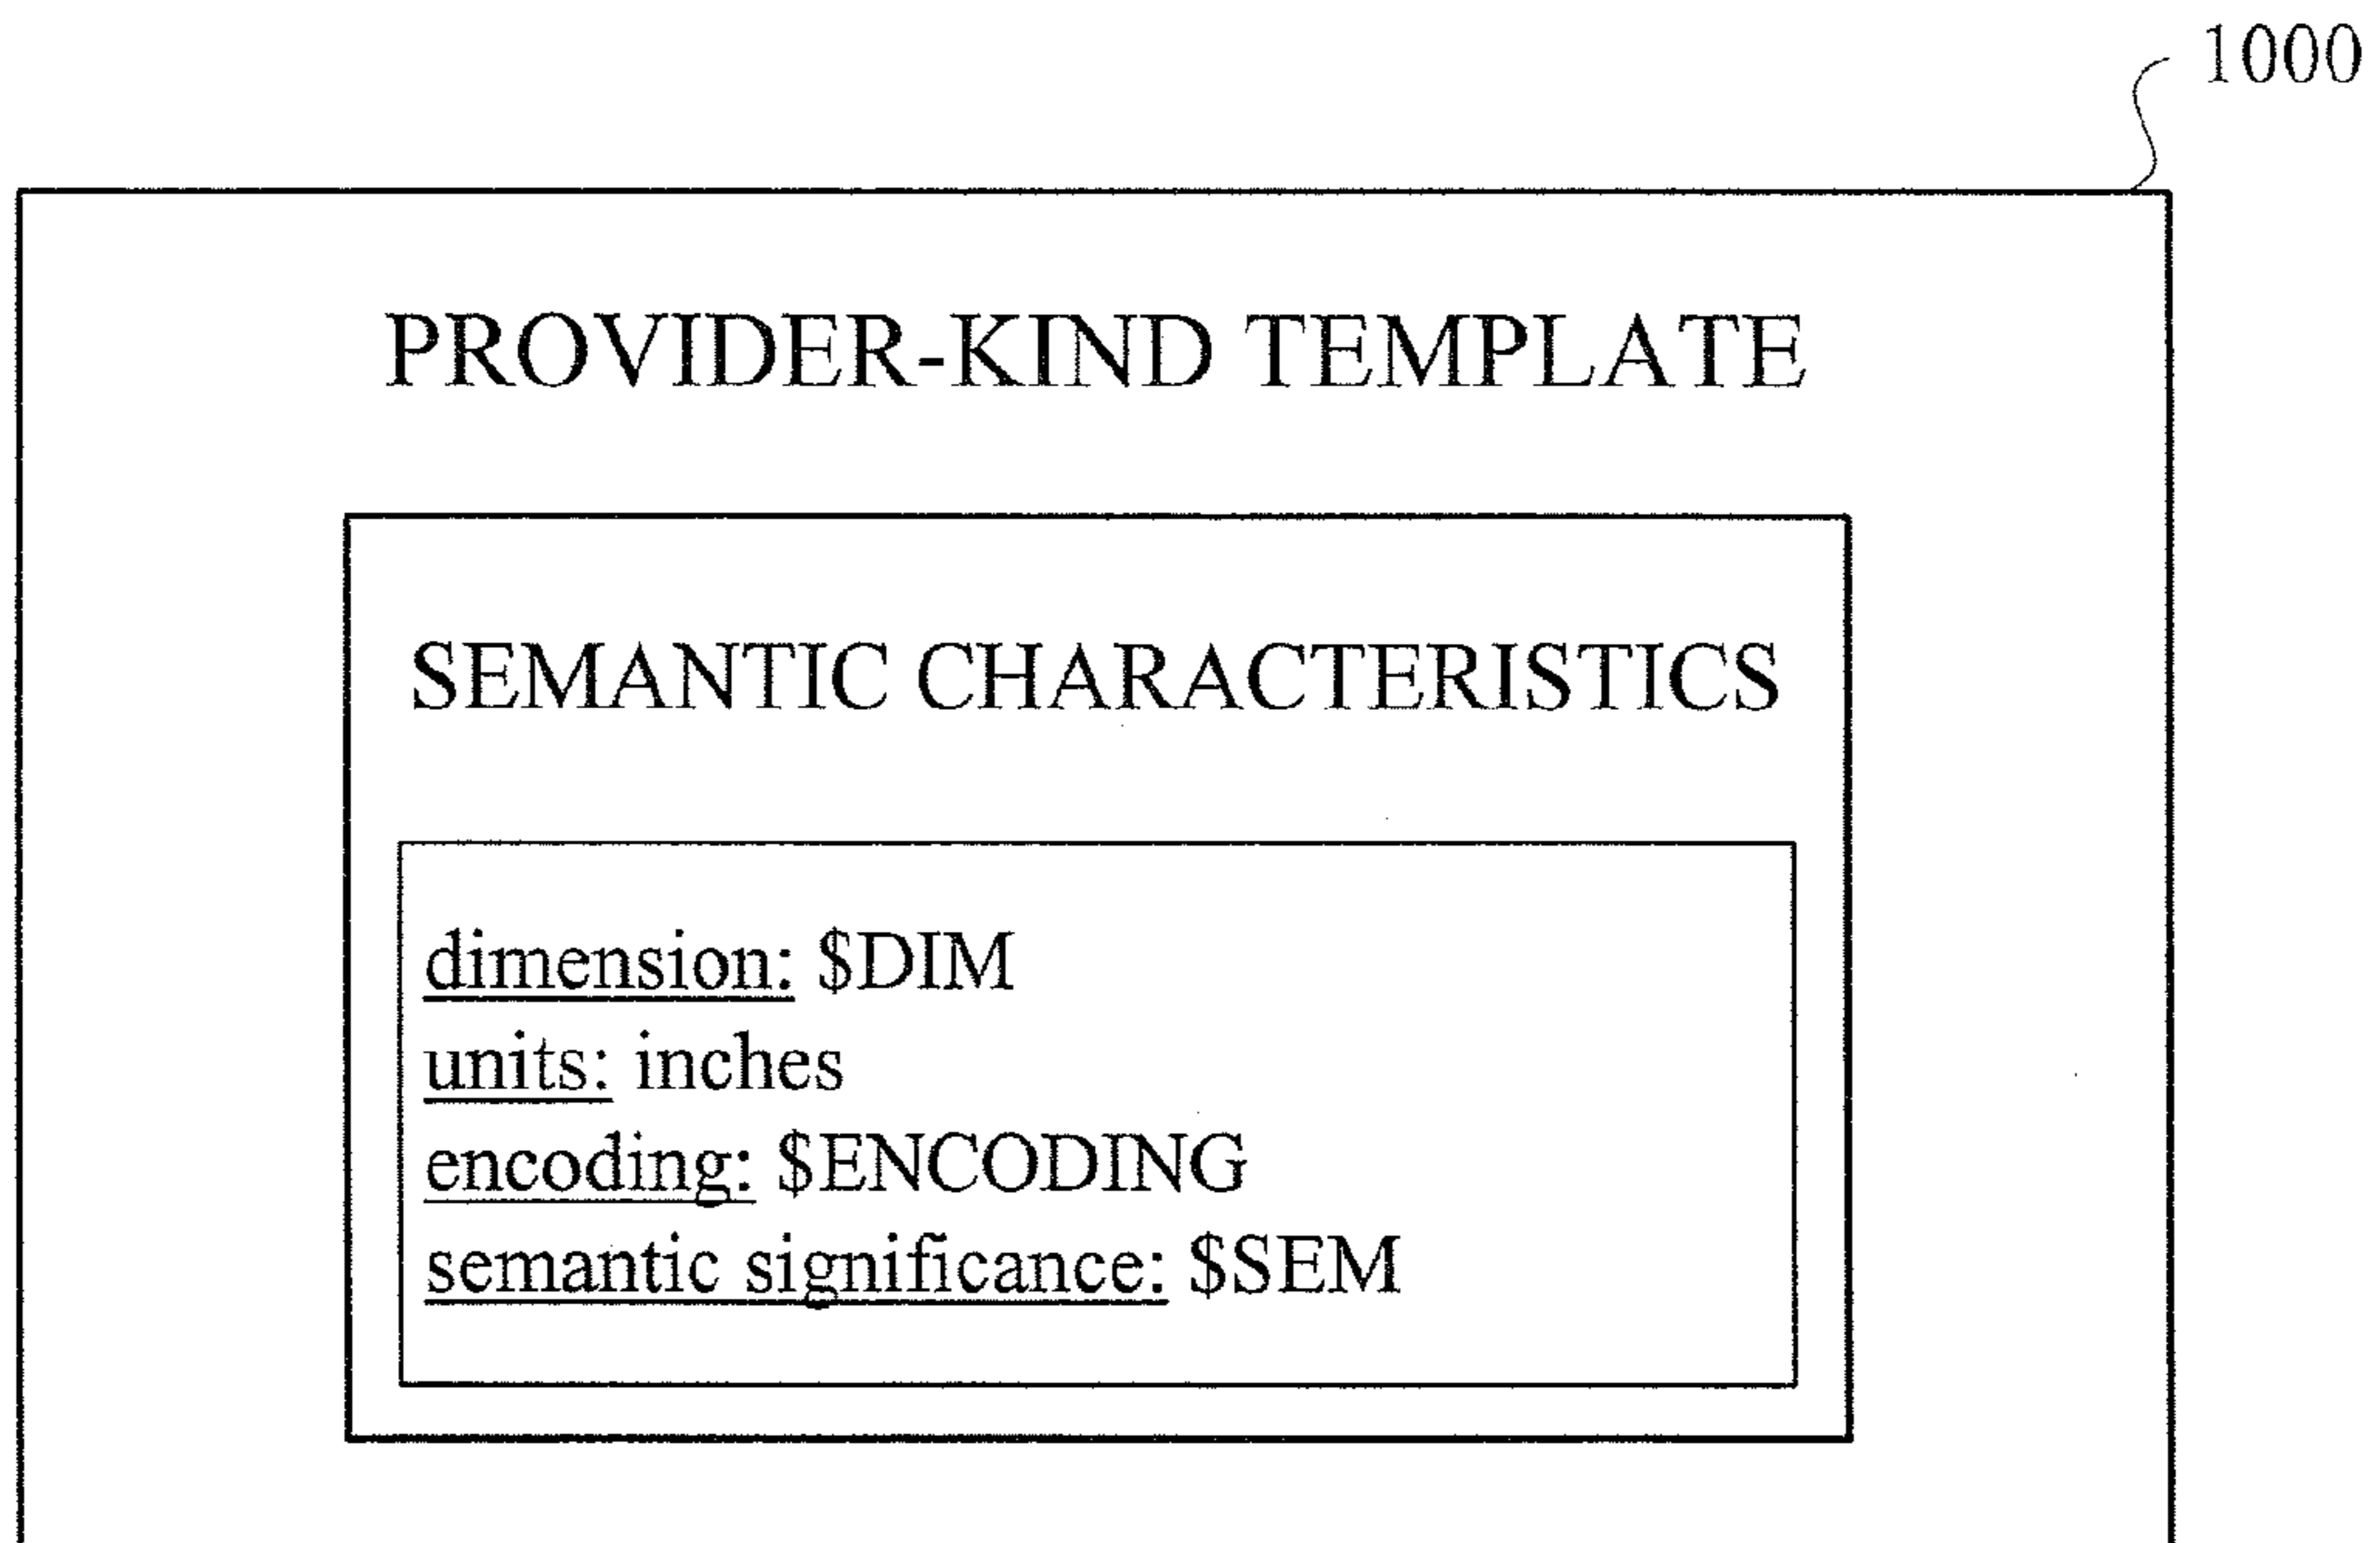 1000
PROVIDER-KIND TEMPLATE
SEMANTIC CHARACTERISTICS
dimension: $DIM
units: inches
encoding: $ENCODING
semantic significance: $SEM